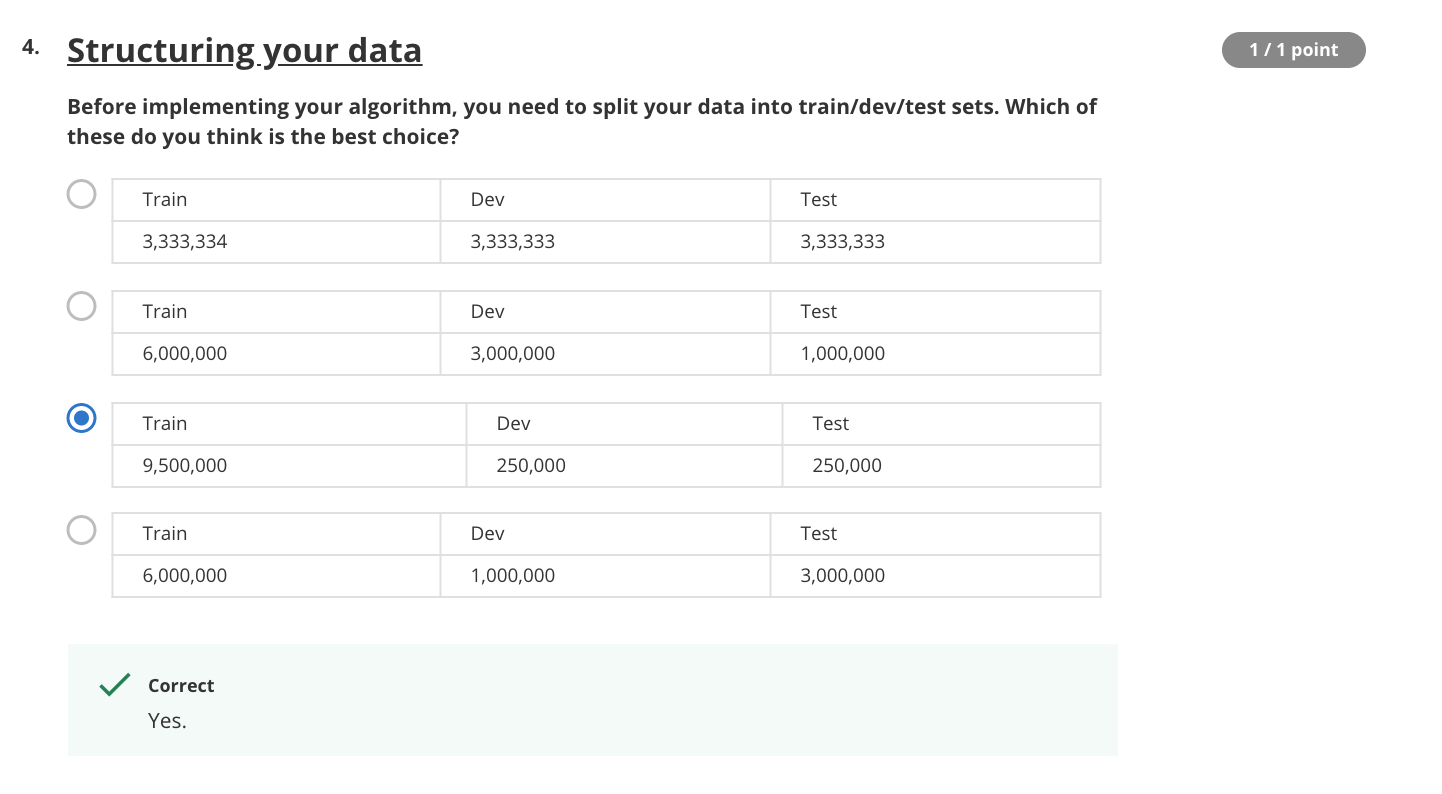 4. Structuring your data
1 / 1 point
Before implementing your algorithm, you need to split your data into train/dev/test sets. Which of
these do you think is the best choice?
Train Dev Test
3,333,334 3,333,333 3,333,333
Train Dev Test
6,000,000 3,000,000 1,000,000
Train Dev Test
9,500,000 250,000 250,000
Train Dev Test
6,000,000 1,000,000 3,000,000
Correct
Yes.